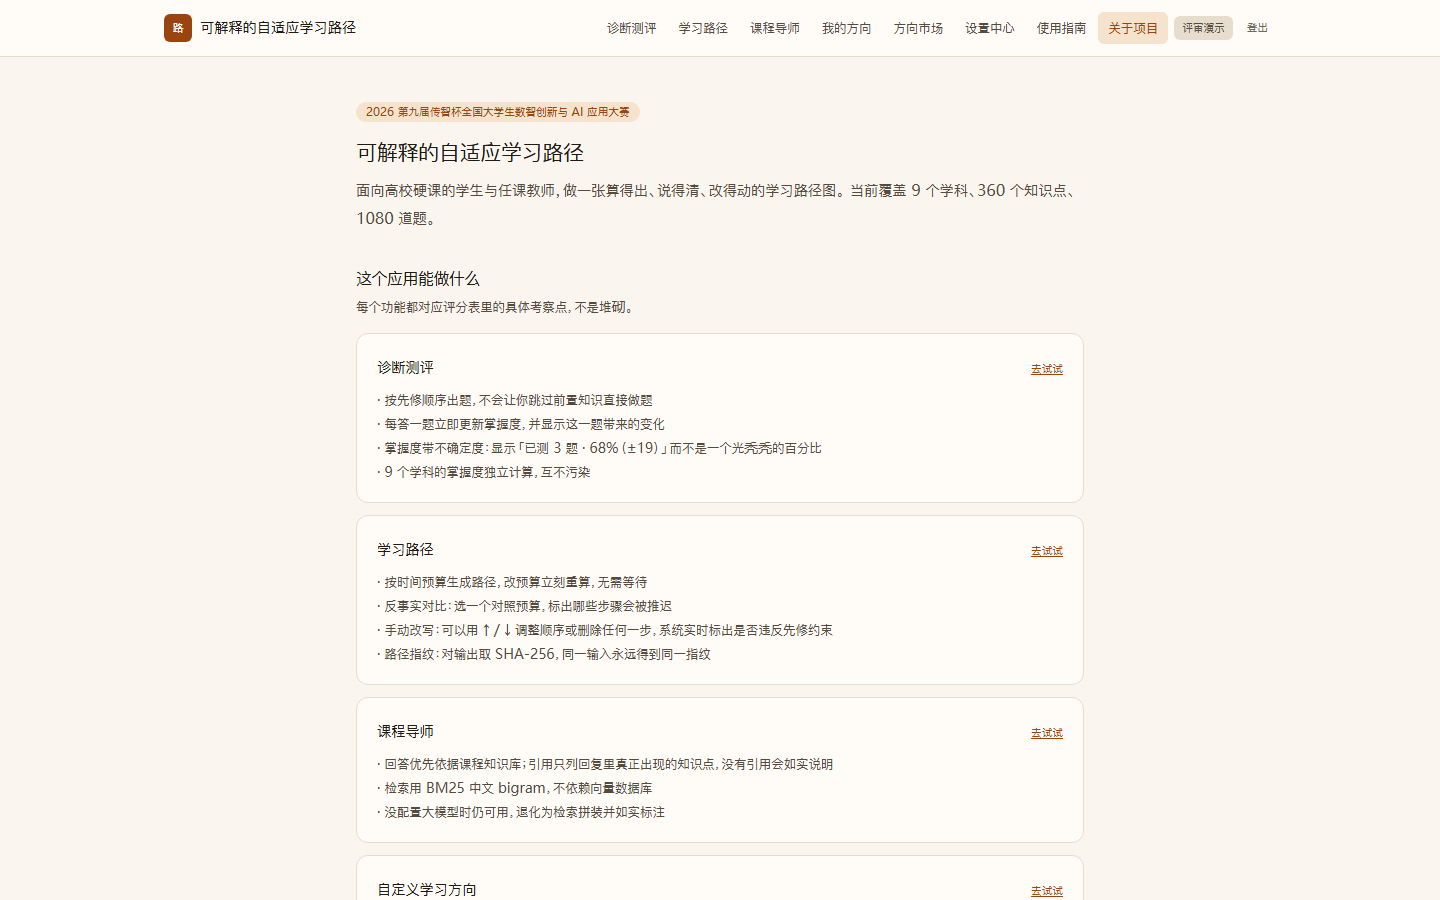 路 可解释的自适应学习路径 诊断测评 学习路径 课程导师 我的方向 方向市场 设置中心 使用指南 关于项目 评审演示 登出
2026 第九届传智杯全国大学生数智创新与 AI 应用大赛
可解释的自适应学习路径
面向高校硬课的学生与任课教师，做一张算得出、说得清、改得动的学习路径图。当前覆盖 9 个学科、360 个知识点、
1080 道题。
这个应用能做什么
每个功能都对应评分表里的具体考察点，不是堆砌。
诊断测评 去试试
· 按先修顺序出题，不会让你跳过前置知识直接做题
· 每答一题立即更新掌握度，并显示这一题带来的变化
· 掌握度带不确定度：显示「已测 3 题 · 68%（±19）」而不是一个光秃秃的百分比
· 9 个学科的掌握度独立计算，互不污染
学习路径 去试试
· 按时间预算生成路径，改预算立刻重算，无需等待
· 反事实对比：选一个对照预算，标出哪些步骤会被推迟
· 手动改写：可以用 ↑ / ↓ 调整顺序或删除任何一步，系统实时标出是否违反先修约束
· 路径指纹：对输出取 SHA-256，同一输入永远得到同一指纹
课程导师 去试试
· 回答优先依据课程知识库；引用只列回复里真正出现的知识点，没有引用会如实说明
· 检索用 BM25 中文 bigram，不依赖向量数据库
· 没配置大模型时仍可用，退化为检索拼装并如实标注
自定义学习方向 去试试